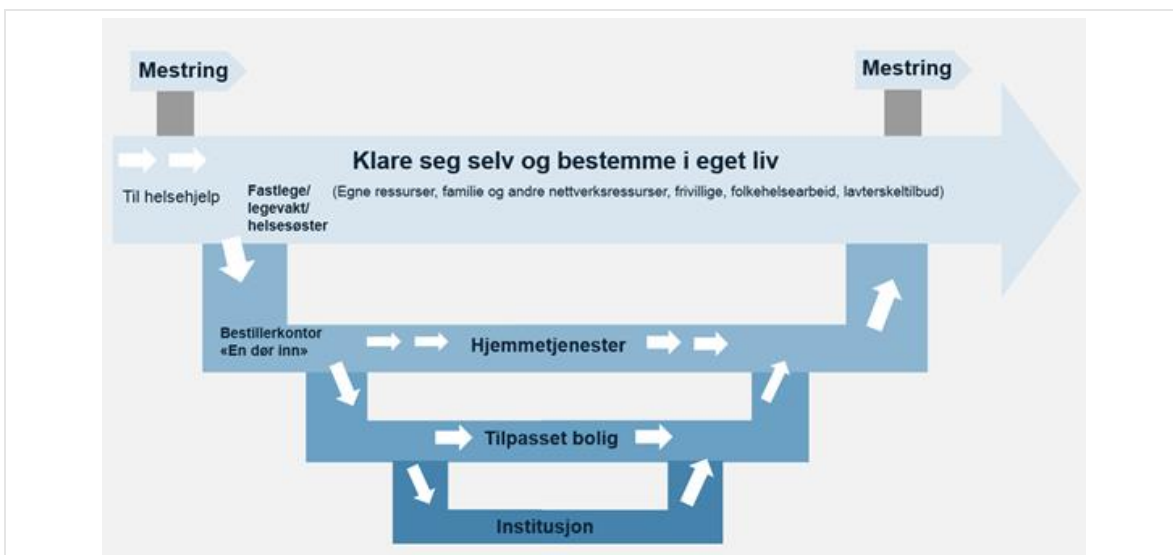 Mestring
Mestring
Klare seg selv og bestemme i eget liv
(Egne ressurser, familie og andre nettverksressurser, frivillige, folkehelsearbeid, lavterskeltilbud)
Til helsehjelp
Fastlege/
legevakt/
helsesøster
Bestillerkontor
«En dør inn»
Hjemmetjenester
Tilpasset bolig
Institusjon